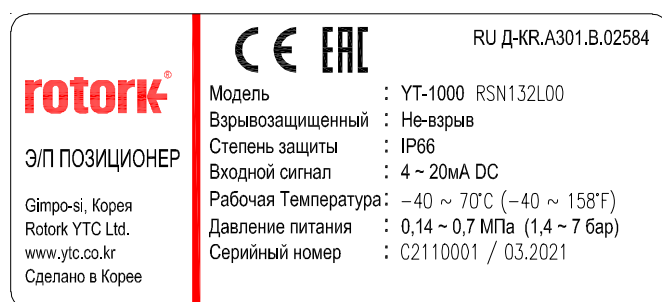 rotork®
Э/П ПОЗИЦИОНЕР
Gimpo-si, Корея
Rotork YTC Ltd.
www.ytc.co.kr
Сделано в Корее
CE EAC RU Д-KR.A301.B.02584
Модель : YT-1000 RSN132L00
Взрывозащищенный : Не-взрыв
Степень защиты : IP66
Входной сигнал : 4 ~ 20мА DC
Рабочая Температура: -40 ~ 70°C (-40 ~ 158°F)
Давление питания : 0,14 ~ 0,7 МПа (1,4 ~ 7 бар)
Серийный номер : C2110001 / 03.2021